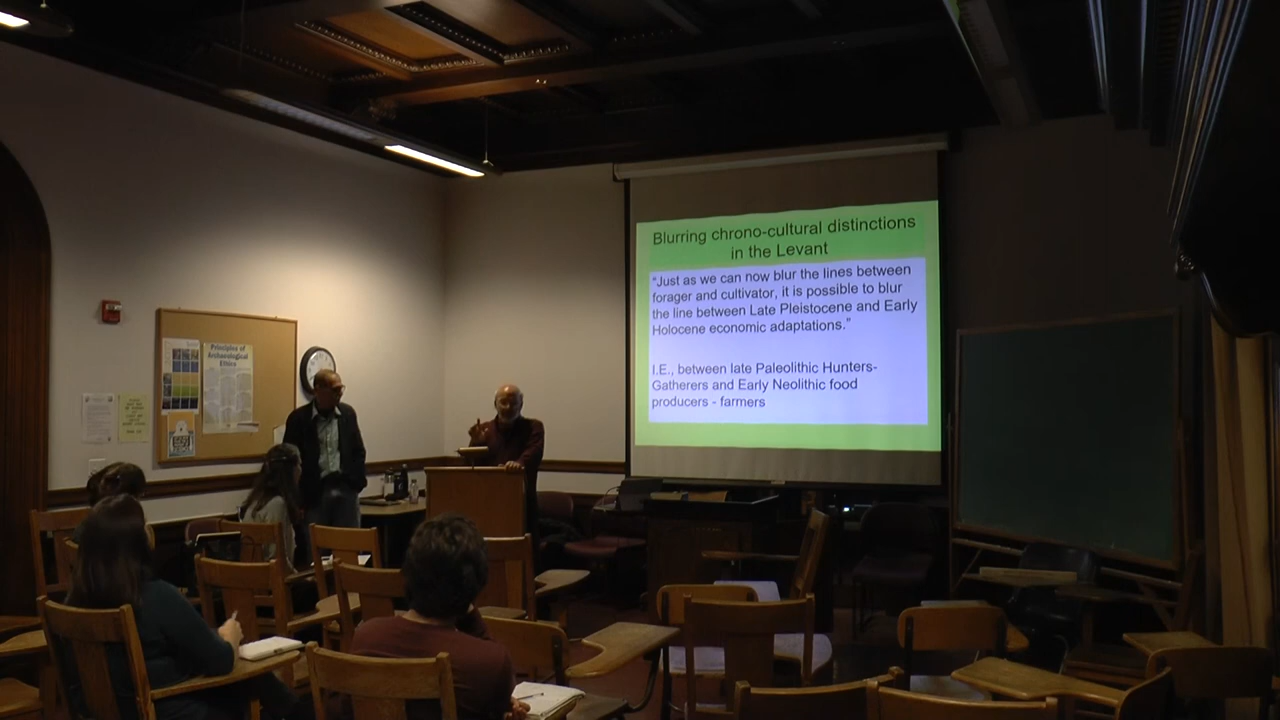 Blurring chrono-cultural distinctions
in the Levant
“Just as we can now blur the lines between
forager and cultivator, it is possible to blur
the line between Late Pleistocene and Early
Holocene economic adaptations.”
I.E., between late Paleolithic Hunters-
Gatherers and Early Neolithic food
producers - farmers
Principles of
Archaeological
Ethics